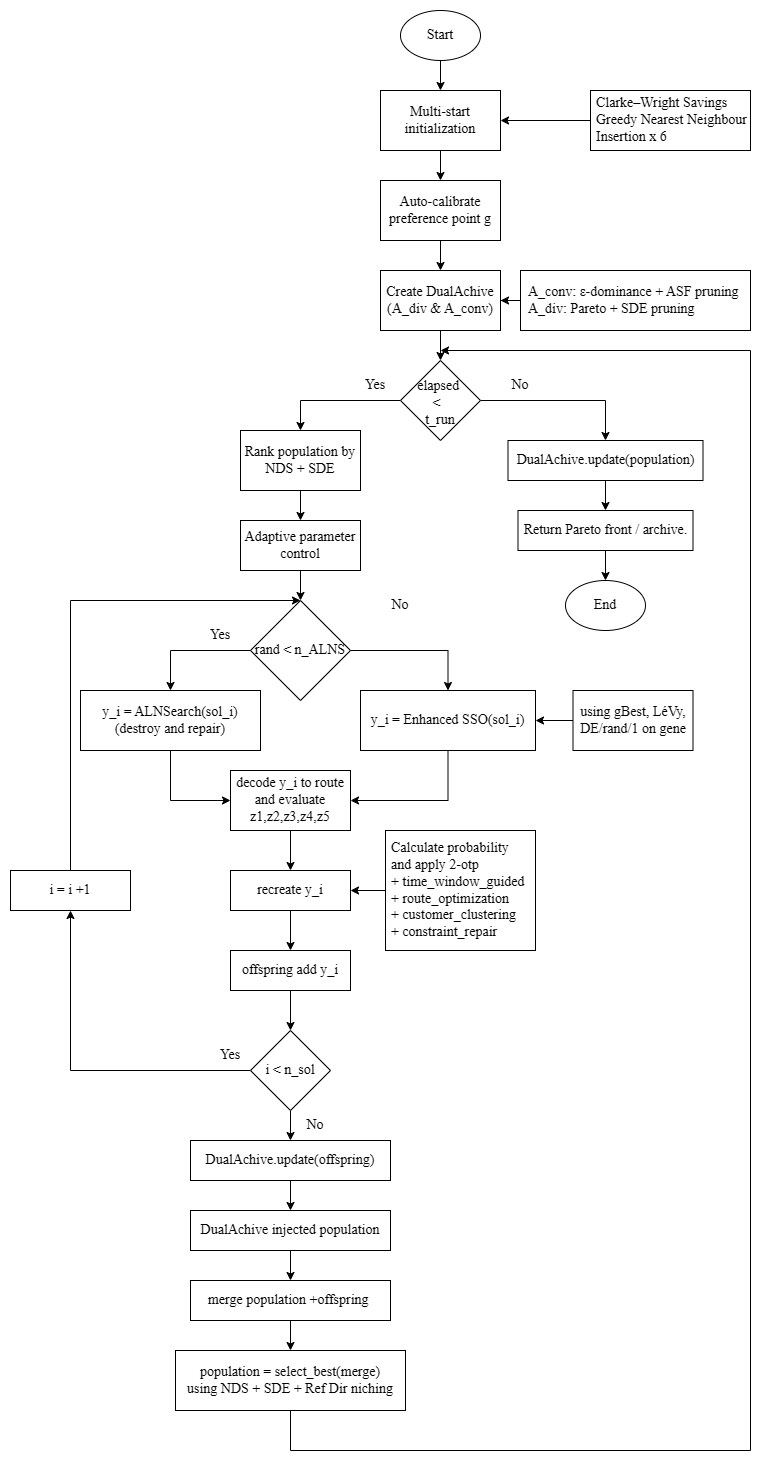 Start
Multi-start
initialization
Clarke–Wright Savings
Greedy Nearest Neighbour
Insertion x 6
Auto-calibrate
preference point g
Create DualAchive
(A_div & A_conv)
A_conv: ε-dominance + ASF pruning
A_div: Pareto + SDE pruning
elapsed
<
t_run
Yes
No
Rank population by
NDS + SDE
DualAchive.update(population)
Adaptive parameter
control
Return Pareto front / archive.
End
No
Yes
rand < n_ALNS
y_i = ALNSearch(sol_i)
(destroy and repair)
y_i = Enhanced SSO(sol_i)
using gBest, LéVy,
DE/rand/1 on gene
decode y_i to route
and evaluate
z1,z2,z3,z4,z5
i = i +1
recreate y_i
Calculate probability
and apply 2-otp
+ time_window_guided
+ route_optimization
+ customer_clustering
+ constraint_repair
offspring add y_i
Yes
i < n_sol
No
DualAchive.update(offspring)
DualAchive injected population
merge population +offspring
population = select_best(merge)
using NDS + SDE + Ref Dir niching